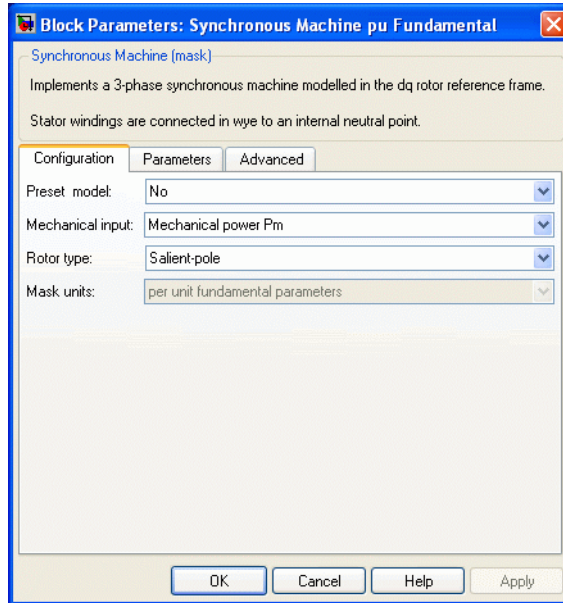 Block Parameters: Synchronous Machine pu Fundamental
Synchronous Machine (mask)
Implements a 3-phase synchronous machine modelled in the dq rotor reference frame.
Stator windings are connected in wye to an internal neutral point.
Configuration Parameters Advanced
Preset model: No
Mechanical input: Mechanical power Pm
Rotor type: Salient-pole
Mask units: per unit fundamental parameters
OK Cancel Help Apply